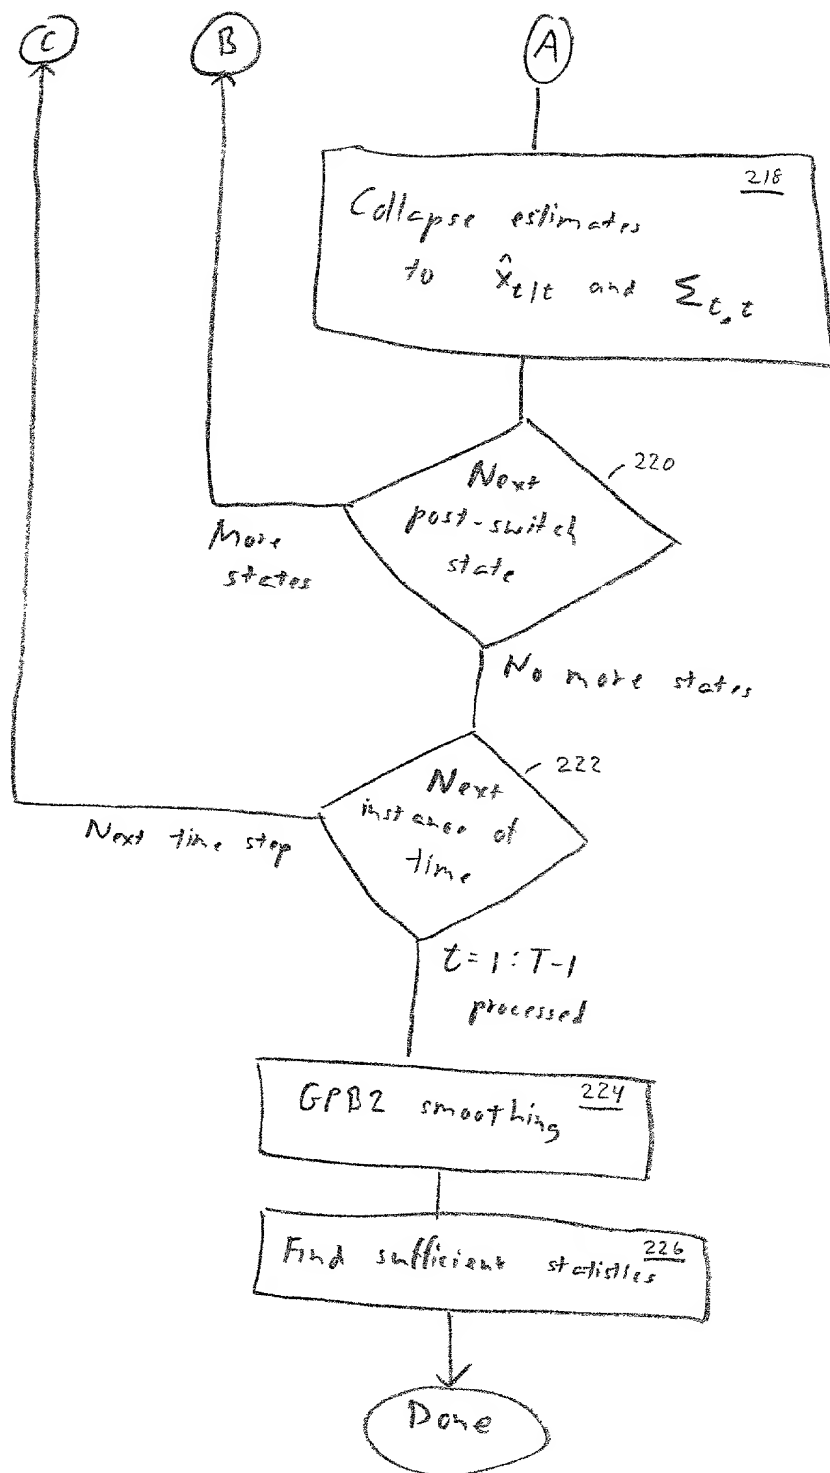 C B A
218
Collapse estimates
to x̂t|t and Σt,t
220
Next
post-switch
state
More
states
No more states
222
Next
instance of
time
Next time step
t=1:T-1
processed
GPB2 smoothing 224
Find sufficient statistics 226
Done